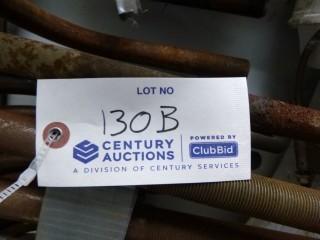 LOT NO
130B
CENTURY AUCTIONS
POWERED BY
ClubBid
A DIVISION OF CENTURY SERVICES